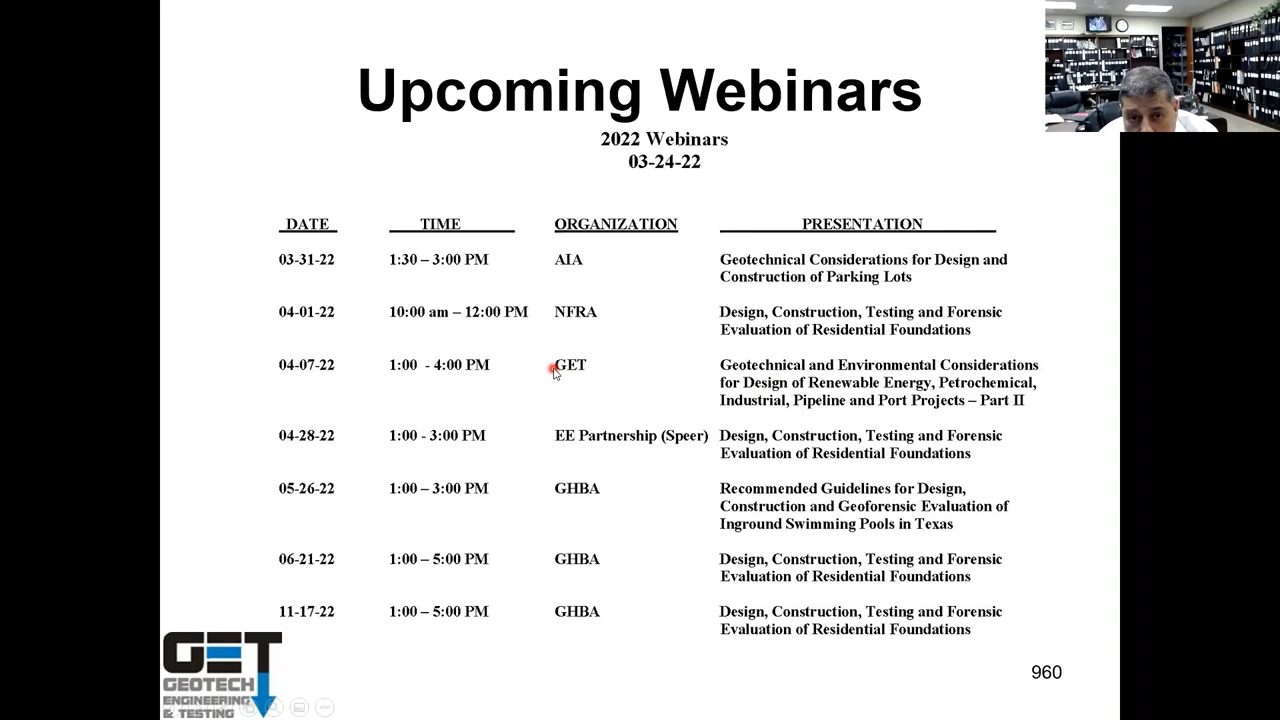 Upcoming Webinars
2022 Webinars
03-24-22
DATE TIME ORGANIZATION PRESENTATION
03-31-22 1:30 – 3:00 PM AIA Geotechnical Considerations for Design and
Construction of Parking Lots
04-01-22 10:00 am – 12:00 PM NFRA Design, Construction, Testing and Forensic
Evaluation of Residential Foundations
04-07-22 1:00 - 4:00 PM GET Geotechnical and Environmental Considerations
for Design of Renewable Energy, Petrochemical,
Industrial, Pipeline and Port Projects – Part II
04-28-22 1:00 - 3:00 PM EE Partnership (Speer) Design, Construction, Testing and Forensic
Evaluation of Residential Foundations
05-26-22 1:00 – 3:00 PM GHBA Recommended Guidelines for Design,
Construction and Geoforensic Evaluation of
Inground Swimming Pools in Texas
06-21-22 1:00 – 5:00 PM GHBA Design, Construction, Testing and Forensic
Evaluation of Residential Foundations
11-17-22 1:00 – 5:00 PM GHBA Design, Construction, Testing and Forensic
Evaluation of Residential Foundations
GET
GEOTECH
ENGINEERING
& TESTING
960